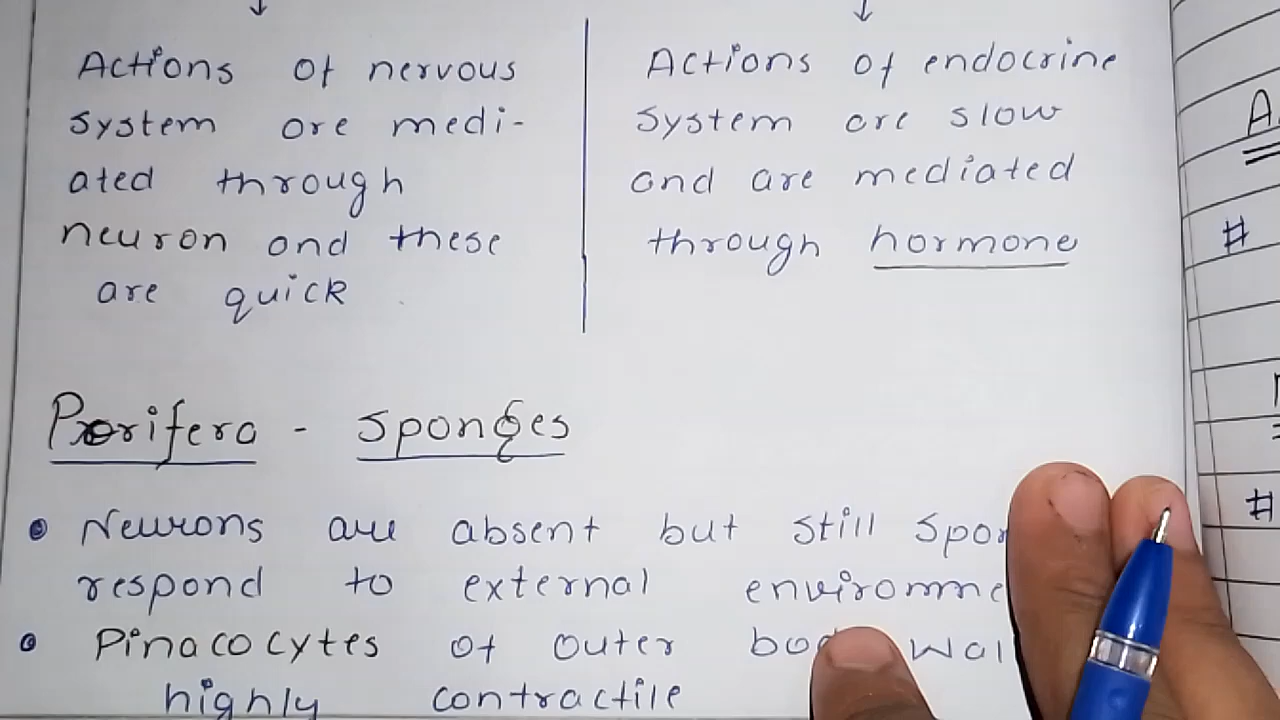 Actions of nervous
system are medi-
ated through
neuron and these
are quick
Actions of endocrine
system are slow
and are mediated
through hormone
Porifera - Sponges
Neurons are absent but still
respond to external
Pinacocytes of outer
highly contractile
#
#